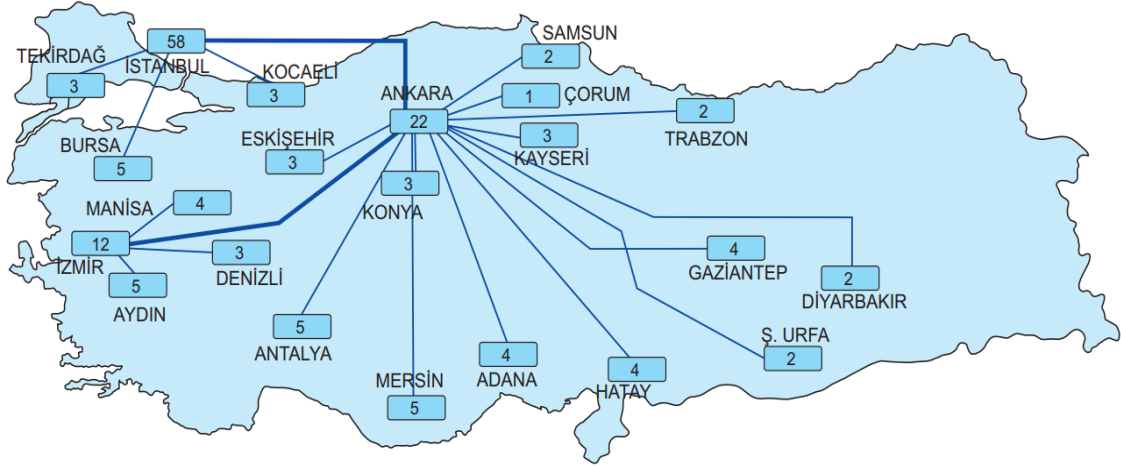 SAMSUN
2
58
İSTANBUL
TEKİRDAĞ
3
KOCAELİ
3
ANKARA
22
1
ÇORUM
2
TRABZON
3
KAYSERİ
ESKİŞEHİR
3
BURSA
5
3
KONYA
MANİSA
4
12
İZMİR
3
DENİZLİ
5
AYDIN
4
GAZİANTEP
2
DİYARBAKIR
5
ANTALYA
Ş. URFA
2
4
ADANA
4
HATAY
MERSİN
5